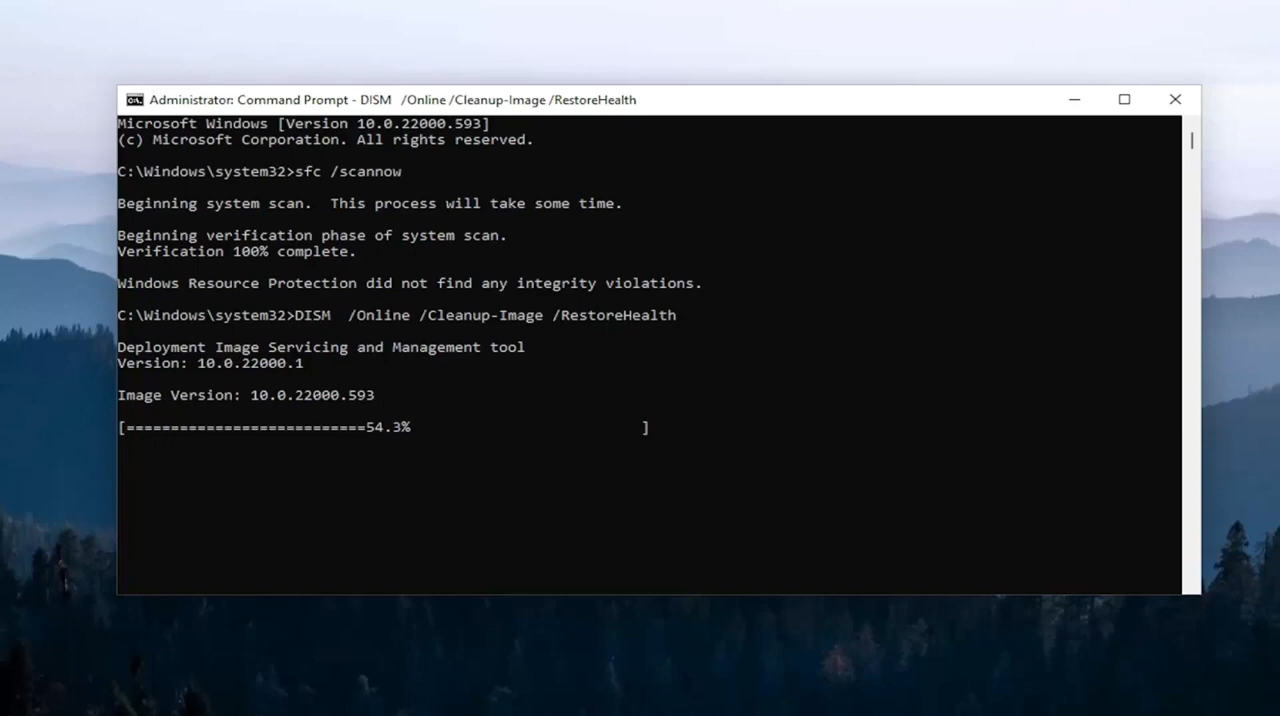 Administrator: Command Prompt - DISM  /Online /Cleanup-Image /RestoreHealth
Microsoft Windows [Version 10.0.22000.593]
(c) Microsoft Corporation. All rights reserved.
C:\Windows\system32>sfc /scannow
Beginning system scan.  This process will take some time.
Beginning verification phase of system scan.
Verification 100% complete.
Windows Resource Protection did not find any integrity violations.
C:\Windows\system32>DISM  /Online /Cleanup-Image /RestoreHealth
Deployment Image Servicing and Management tool
Version: 10.0.22000.1
Image Version: 10.0.22000.593
[===========================54.3%                          ]